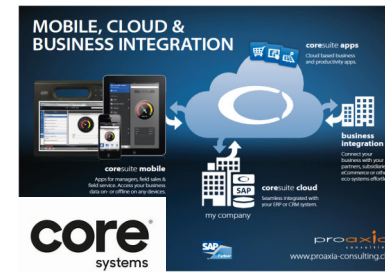 MOBILE, CLOUD &
BUSINESS INTEGRATION
coresuite apps
Cloud based business
and productivity apps.
business
integration
Connect your
business with your
partners, subsidiaries
eCommerce or othe
eco-systems effortle
coresuite mobile
Apps for managers, field sales &
field service. Access your business
data on- or offline on any devices.
SAP
coresuite cloud
Seamless integrated with
your ERP or CRM system.
my company
core
systems
SAP
proaxia
consulting
www.proaxia-consulting.c